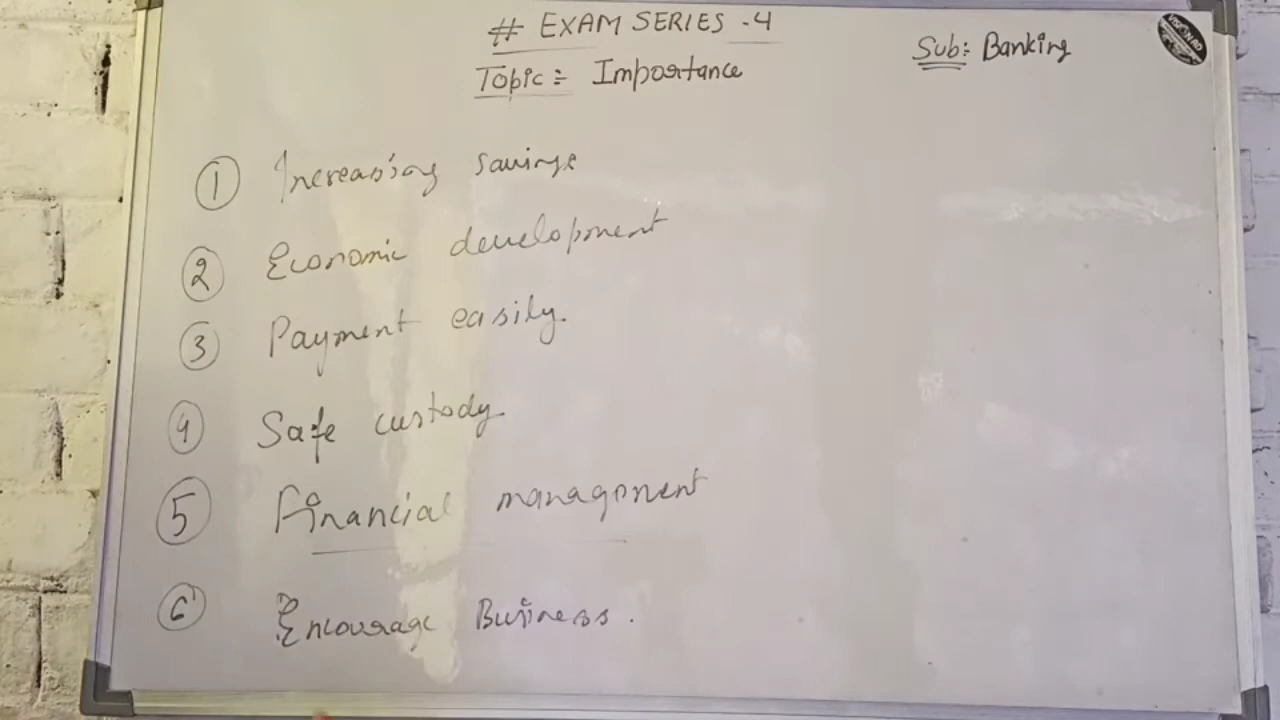 # EXAM SERIES -4
Sub:- Banking
Topic:- Importance
① Increasing savings
② Economic development
③ Payment easily.
④ Safe custody.
⑤ Financial managment
⑥ Encourage Business.